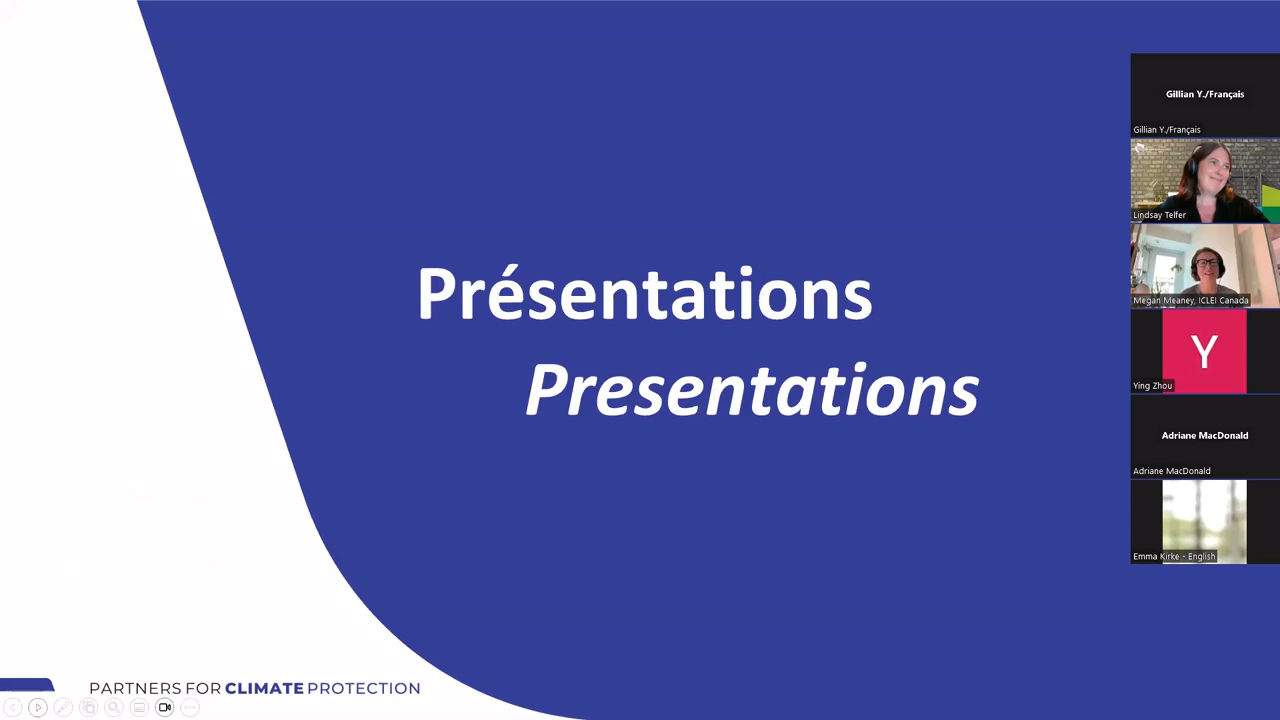 Présentations
Presentations
PARTNERS FOR CLIMATE PROTECTION
Gillian Y./Français
Gillian Y./Français
Lindsay Telfer
Megan Meaney, ICLEI Canada
Y
Ying Zhou
Adriane MacDonald
Adriane MacDonald
Emma Kirke - English